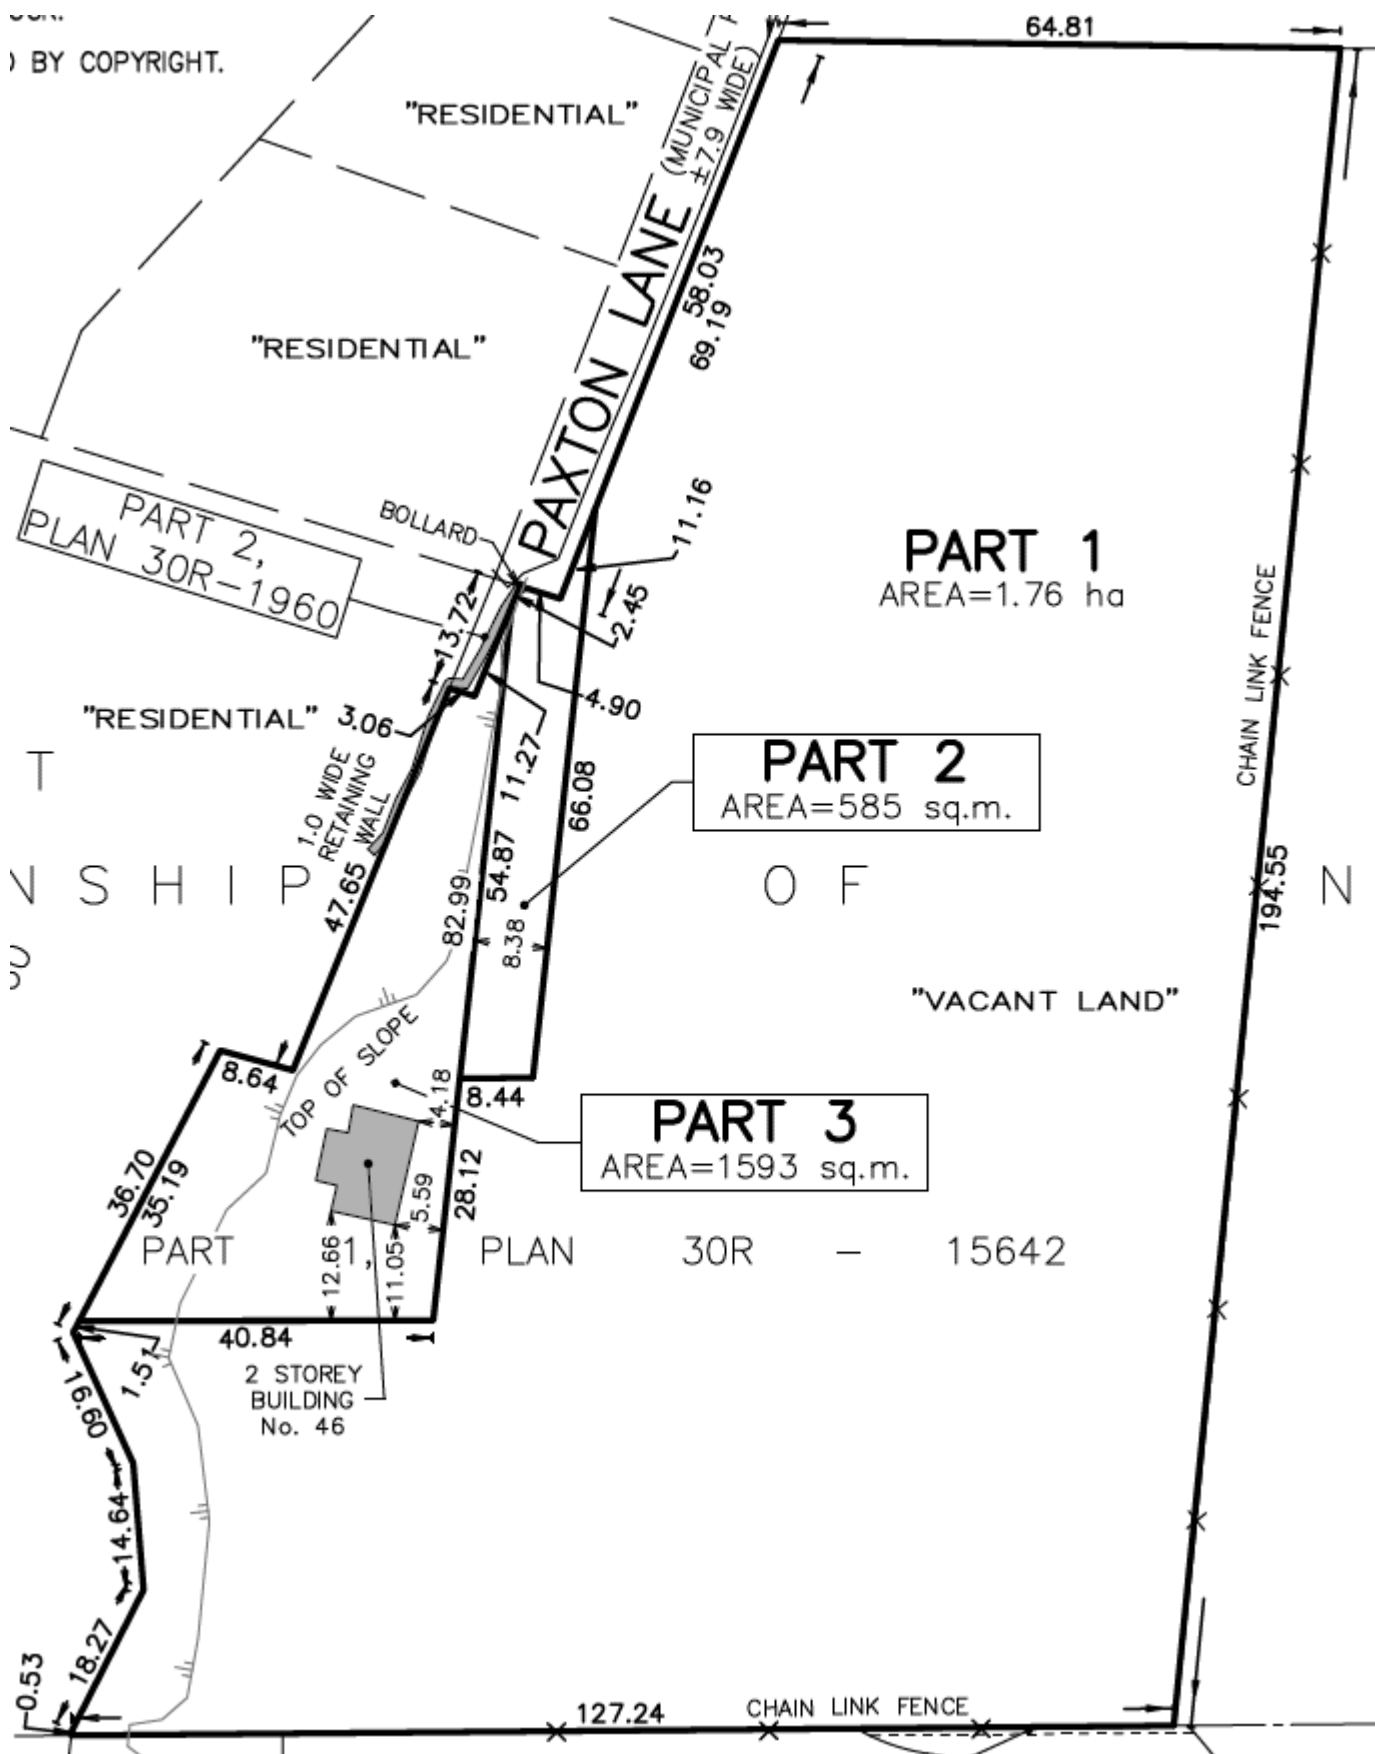 ) BY COPYRIGHT.
64.81
"RESIDENTIAL"
(MUNICIPAL
±7.9 WIDE)
PAXTON LANE
58.03
69.19
"RESIDENTIAL"
PART 2,
PLAN 30R-1960
BOLLARD
11.16
PART 1
AREA=1.76 ha
CHAIN LINK FENCE
13.72
2.45
4.90
"RESIDENTIAL"
3.06
11.27
1.0 WIDE
RETAINING
WALL
66.08
PART 2
AREA=585 sq.m.
T
NSHIP OF N
47.65
82.99
54.87
8.38
194.55
"VACANT LAND"
TOP OF SLOPE
8.64
4.18
8.44
PART 3
AREA=1593 sq.m.
36.70
35.19
5.59
28.12
PART 1, PLAN 30R - 15642
12.66
11.05
40.84
1.51
2 STOREY
BUILDING
No. 46
16.60
14.64
18.27
0.53
127.24
CHAIN LINK FENCE